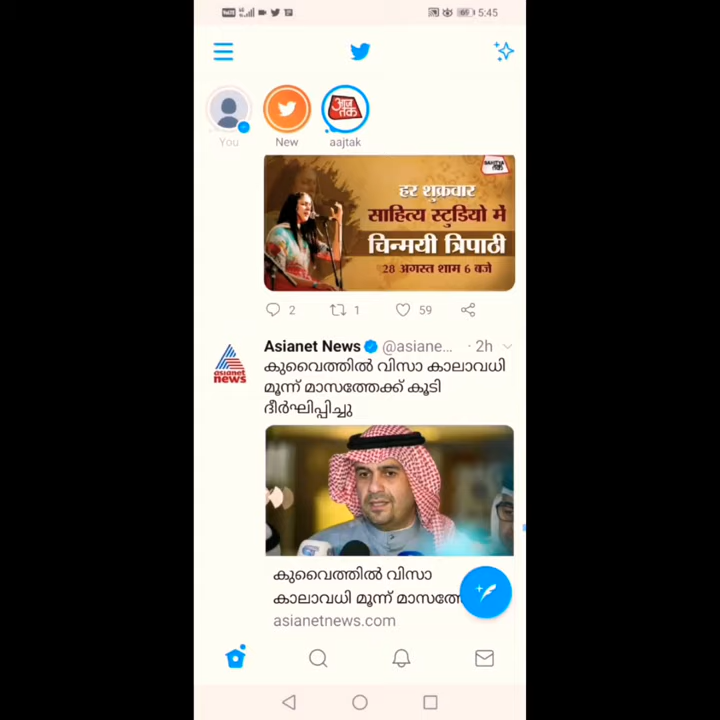 5:45
You
New
आज तक
aajtak
हर शुक्रवार
साहित्य स्टूडियो में
चिन्मयी त्रिपाठी
28 अगस्त शाम 6 बजे
2 1 59
Asianet News @asiane... · 2h
asianet news
കുവൈത്തിൽ വിസാ കാലാവധി
മൂന്ന് മാസത്തേക്ക് കൂടി
ദീർഘിപ്പിച്ചു
കുവൈത്തിൽ വിസാ
കാലാവധി മൂന്ന് മാസത്തേ
asianetnews.com